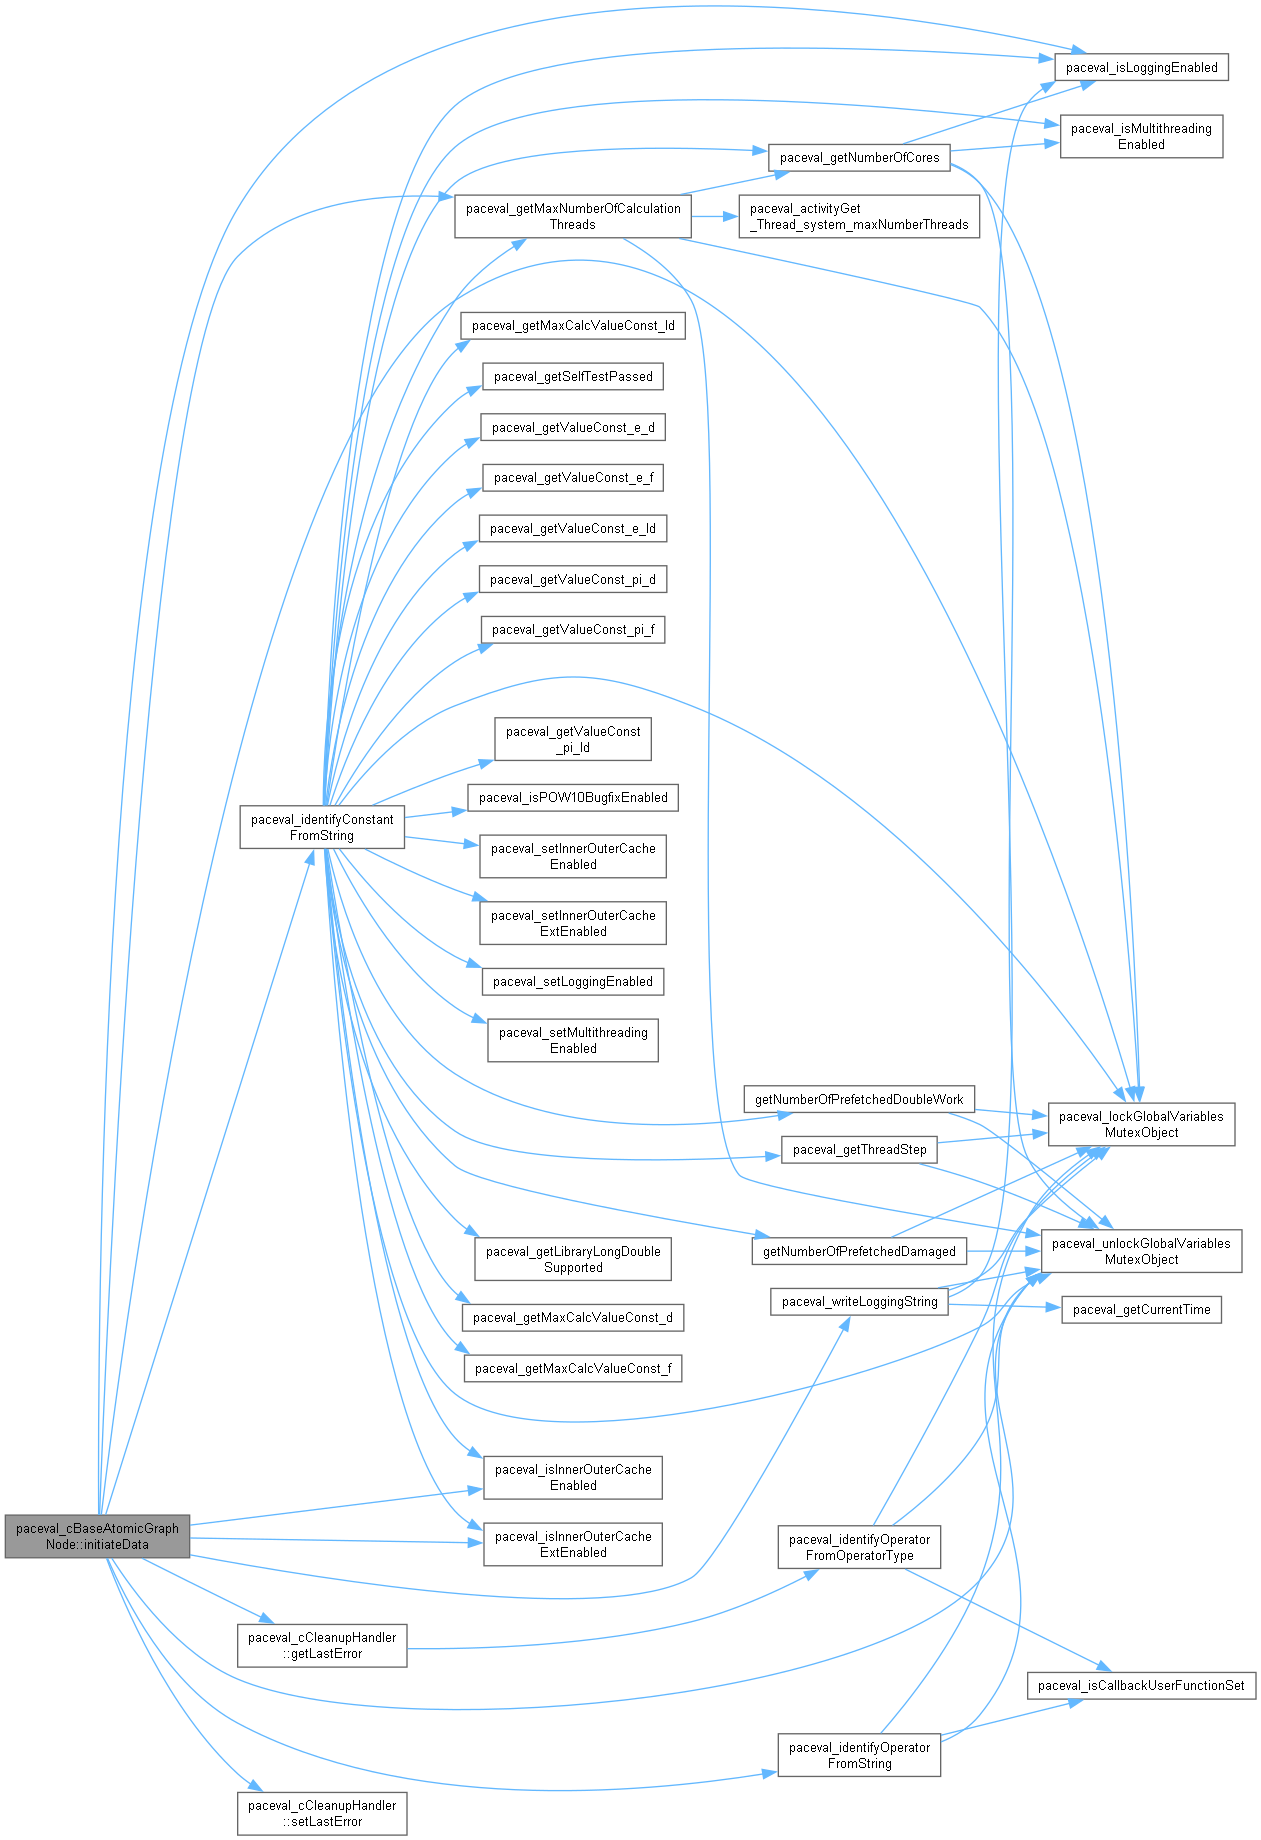 paceval_isLoggingEnabled
paceval_isMultithreading
Enabled
paceval_getNumberOfCores
paceval_getMaxNumberOfCalculation
Threads
paceval_activityGet
_Thread_system_maxNumberThreads
paceval_getMaxCalcValueConst_ld
paceval_getSelfTestPassed
paceval_getValueConst_e_d
paceval_getValueConst_e_f
paceval_getValueConst_e_ld
paceval_getValueConst_pi_d
paceval_getValueConst_pi_f
paceval_getValueConst
_pi_ld
paceval_isPOW10BugfixEnabled
paceval_identifyConstant
FromString
paceval_setInnerOuterCache
Enabled
paceval_setInnerOuterCache
ExtEnabled
paceval_setLoggingEnabled
paceval_setMultithreading
Enabled
getNumberOfPrefetchedDoubleWork
paceval_lockGlobalVariables
MutexObject
paceval_getThreadStep
getNumberOfPrefetchedDamaged
paceval_unlockGlobalVariables
MutexObject
paceval_getLibraryLongDouble
Supported
paceval_writeLoggingString
paceval_getCurrentTime
paceval_getMaxCalcValueConst_d
paceval_getMaxCalcValueConst_f
paceval_isInnerOuterCache
Enabled
paceval_cBaseAtomicGraph
Node::initiateData
paceval_isInnerOuterCache
ExtEnabled
paceval_identifyOperator
FromOperatorType
paceval_cCleanupHandler
::getLastError
paceval_isCallbackUserFunctionSet
paceval_identifyOperator
FromString
paceval_cCleanupHandler
::setLastError